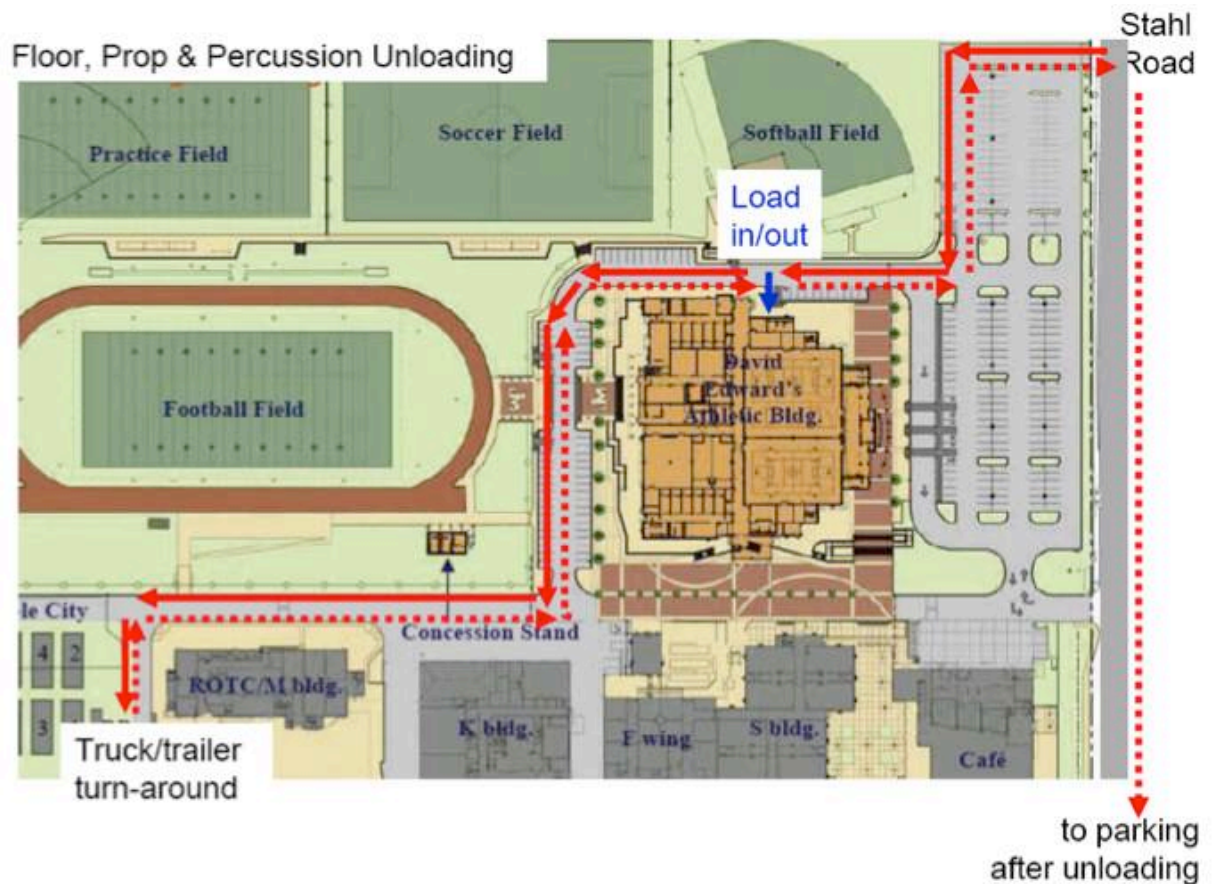 Stahl
Road
Floor, Prop & Percussion Unloading
Practice Field
Soccer Field
Softball Field
Load
in/out
David
Edward's
Athletic Bldg.
Football Field
le City
Concession Stand
4 2
3
ROTC/M bldg.
K bldg.
F wing
S bldg.
Café
Truck/trailer
turn-around
to parking
after unloading